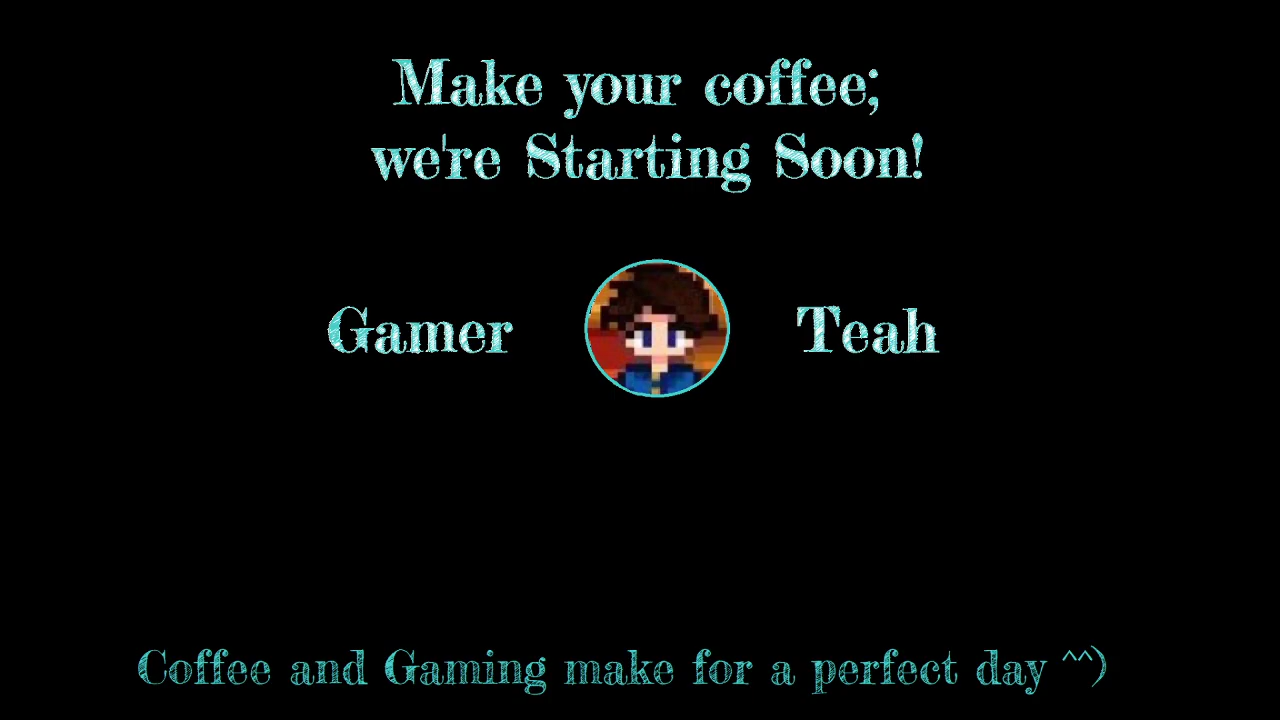 Make your coffee;
we're Starting Soon!
Gamer Teah
Coffee and Gaming make for a perfect day ^^)